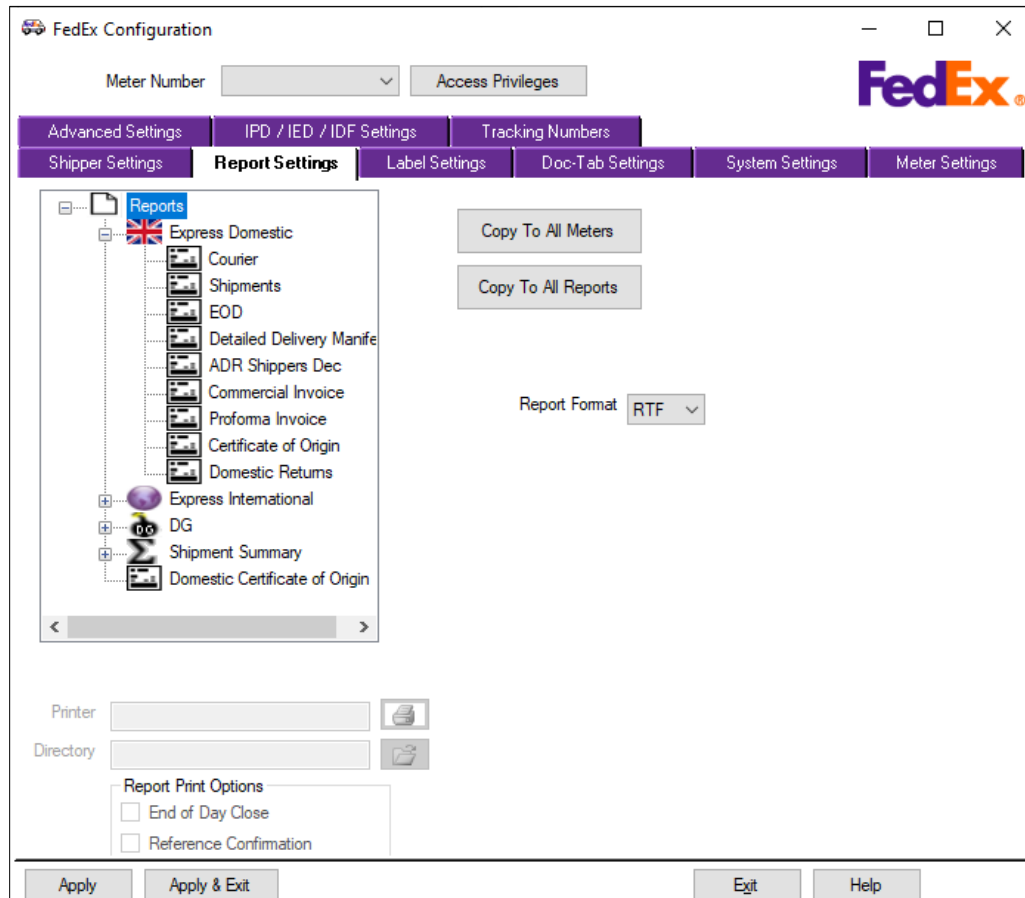 FedEx Configuration
Meter Number
Access Privileges
FedEx ®
Advanced Settings
IPD / IED / IDF Settings
Tracking Numbers
Shipper Settings
Report Settings
Label Settings
Doc-Tab Settings
System Settings
Meter Settings
Reports
Express Domestic
Courier
Shipments
EOD
Detailed Delivery Manife
ADR Shippers Dec
Commercial Invoice
Proforma Invoice
Certificate of Origin
Domestic Returns
Express International
DG
DG
Shipment Summary
Domestic Certificate of Origin
Copy To All Meters
Copy To All Reports
Report Format
RTF
Printer
Directory
Report Print Options
End of Day Close
Reference Confirmation
Apply
Apply & Exit
Exit
Help